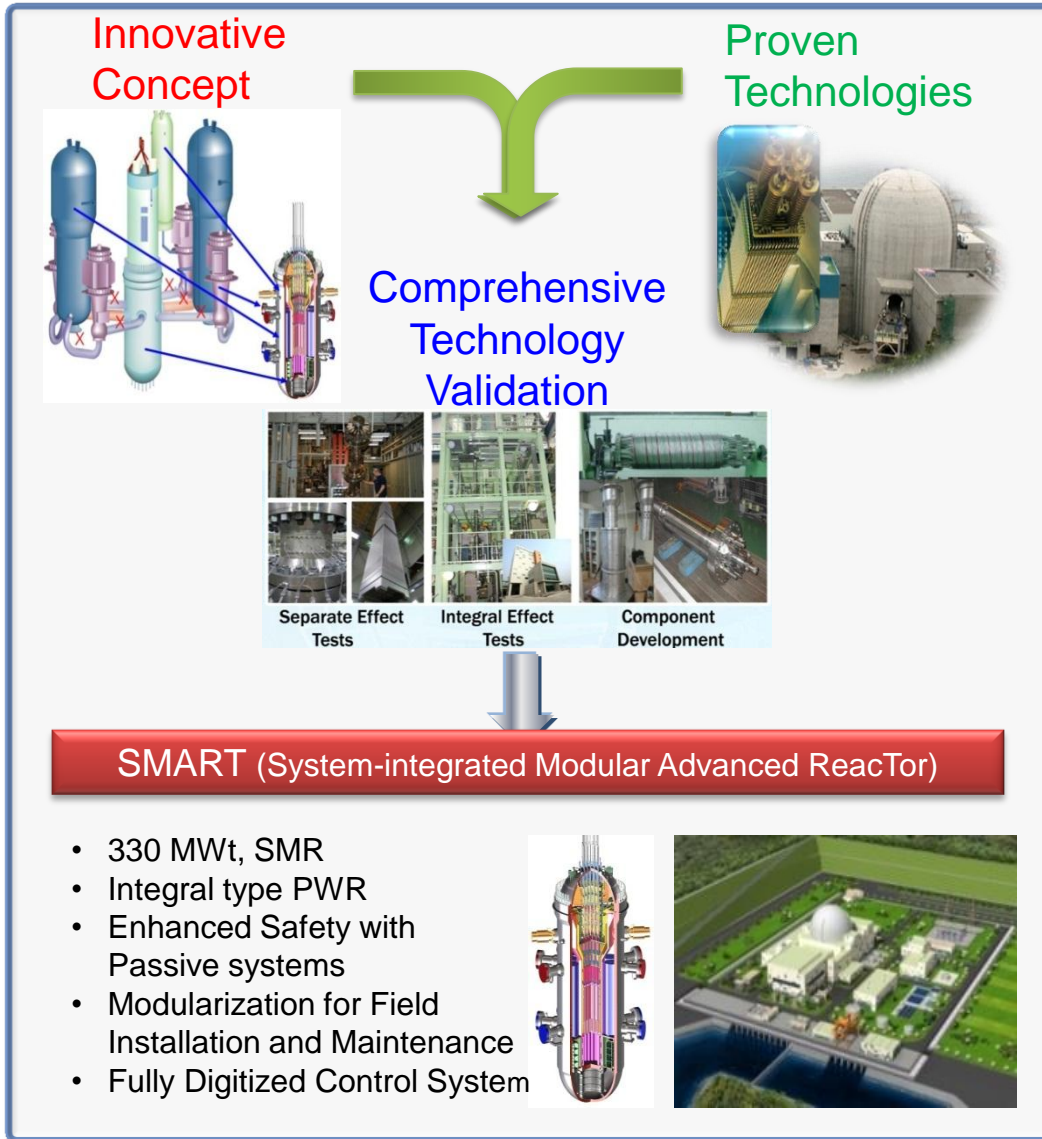 Innovative
Concept
Proven
Technologies
Comprehensive
Technology
Validation
Separate Effect
Tests
Integral Effect
Tests
Component
Development
SMART (System-integrated Modular Advanced ReacTor)
• 330 MWt, SMR
• Integral type PWR
• Enhanced Safety with
Passive systems
• Modularization for Field
Installation and Maintenance
• Fully Digitized Control System